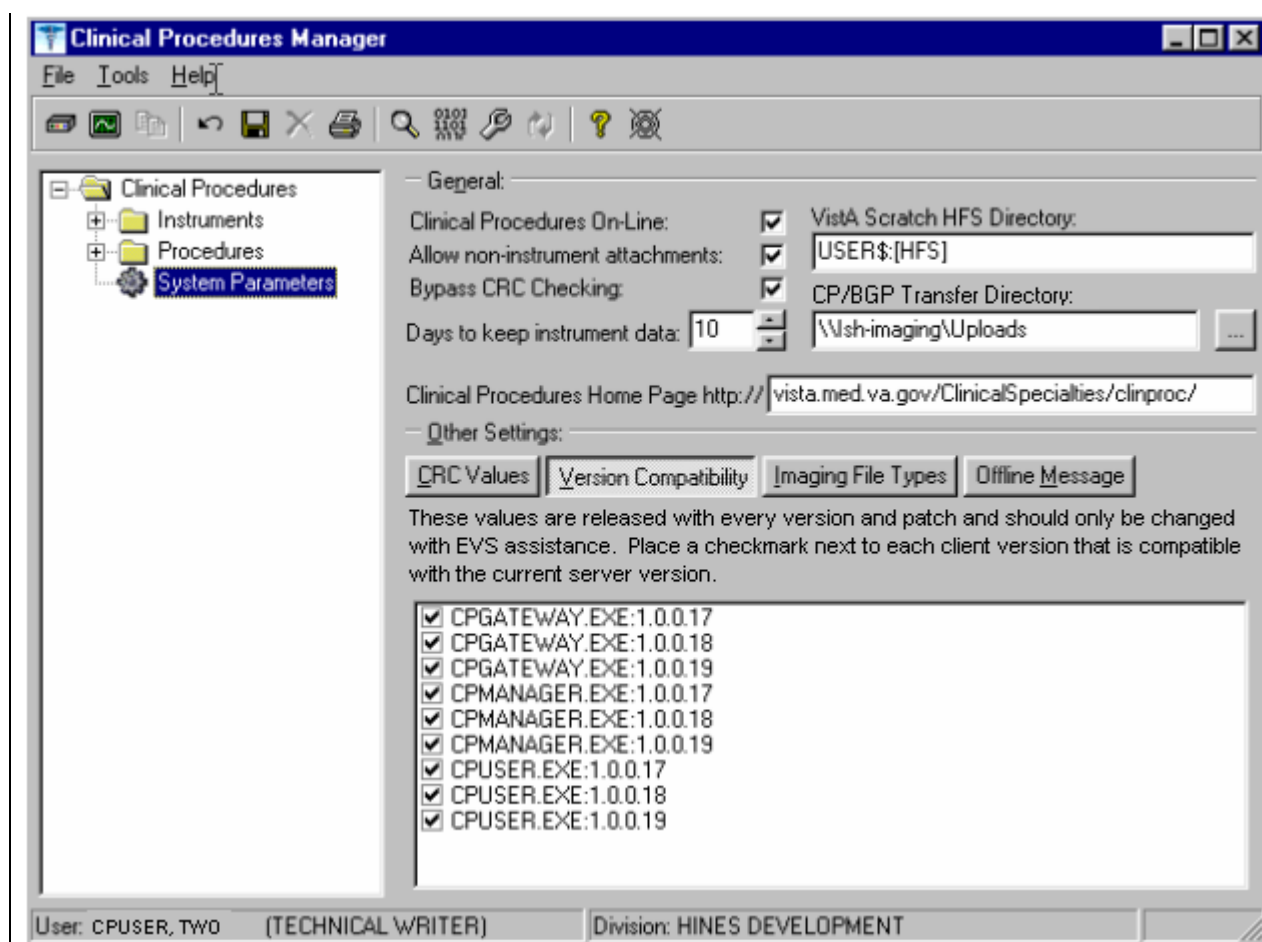 Clinical Procedures Manager
File Tools Help
Clinical Procedures
Instruments
Procedures
System Parameters
General:
Clinical Procedures On-Line:
Allow non-instrument attachments:
Bypass CRC Checking:
Days to keep instrument data: 10
VistA Scratch HFS Directory:
USER$:[HFS]
CP/BGP Transfer Directory:
\\Ish-imaging\Uploads
...
Clinical Procedures Home Page http:// vista.med.va.gov/ClinicalSpecialties/clinproc/
Other Settings:
CRC Values Version Compatibility Imaging File Types Offline Message
These values are released with every version and patch and should only be changed
with EVS assistance. Place a checkmark next to each client version that is compatible
with the current server version.
CPGATEWAY.EXE:1.0.0.17
CPGATEWAY.EXE:1.0.0.18
CPGATEWAY.EXE:1.0.0.19
CPMANAGER.EXE:1.0.0.17
CPMANAGER.EXE:1.0.0.18
CPMANAGER.EXE:1.0.0.19
CPUSER.EXE:1.0.0.17
CPUSER.EXE:1.0.0.18
CPUSER.EXE:1.0.0.19
User: CPUSER, TWO (TECHNICAL WRITER) Division: HINES DEVELOPMENT